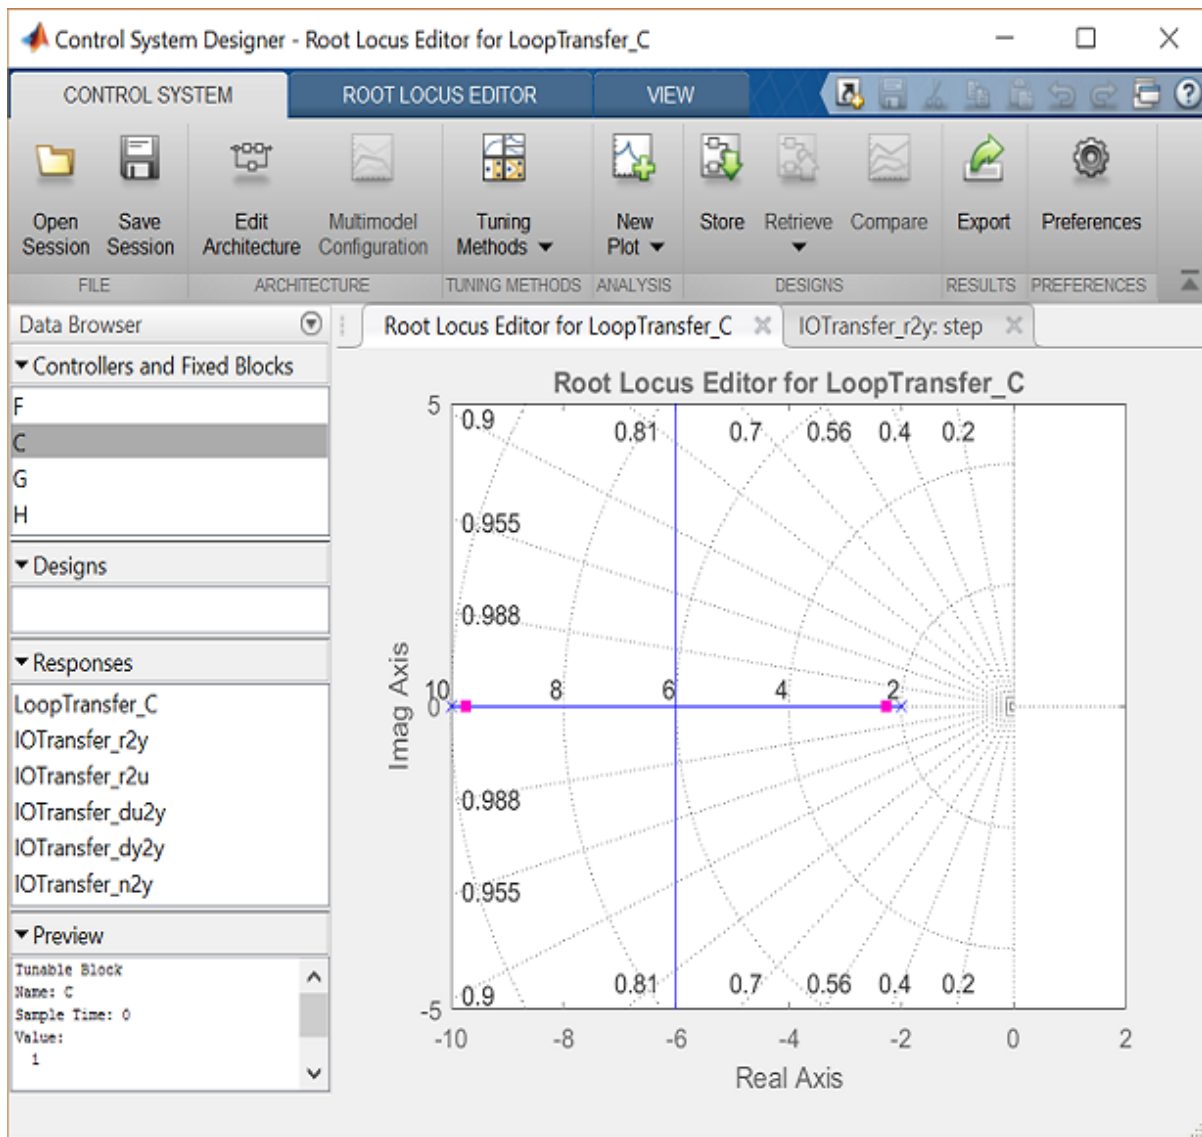 Control System Designer - Root Locus Editor for LoopTransfer_C
CONTROL SYSTEM
ROOT LOCUS EDITOR
VIEW
Open Session
Save Session
Edit Architecture
Multimodel Configuration
Tuning Methods
New Plot
Store
Retrieve
Compare
Export
Preferences
FILE
ARCHITECTURE
TUNING METHODS
ANALYSIS
DESIGNS
RESULTS
PREFERENCES
Data Browser
Controllers and Fixed Blocks
F
C
G
H
Designs
Responses
LoopTransfer_C
IOTransfer_r2y
IOTransfer_r2u
IOTransfer_du2y
IOTransfer_dy2y
IOTransfer_n2y
Preview
Tunable Block
Name: C
Sample Time: 0
Value:
1
Root Locus Editor for LoopTransfer_C
IOTransfer_r2y: step
Root Locus Editor for LoopTransfer_C
5
0.9
0.81
0.7
0.56
0.4
0.2
0.955
0.988
Imag Axis
10
8
6
4
2
0
0.988
0.955
0.9
0.81
0.7
0.56
0.4
0.2
-5
-10
-8
-6
-4
-2
0
2
Real Axis